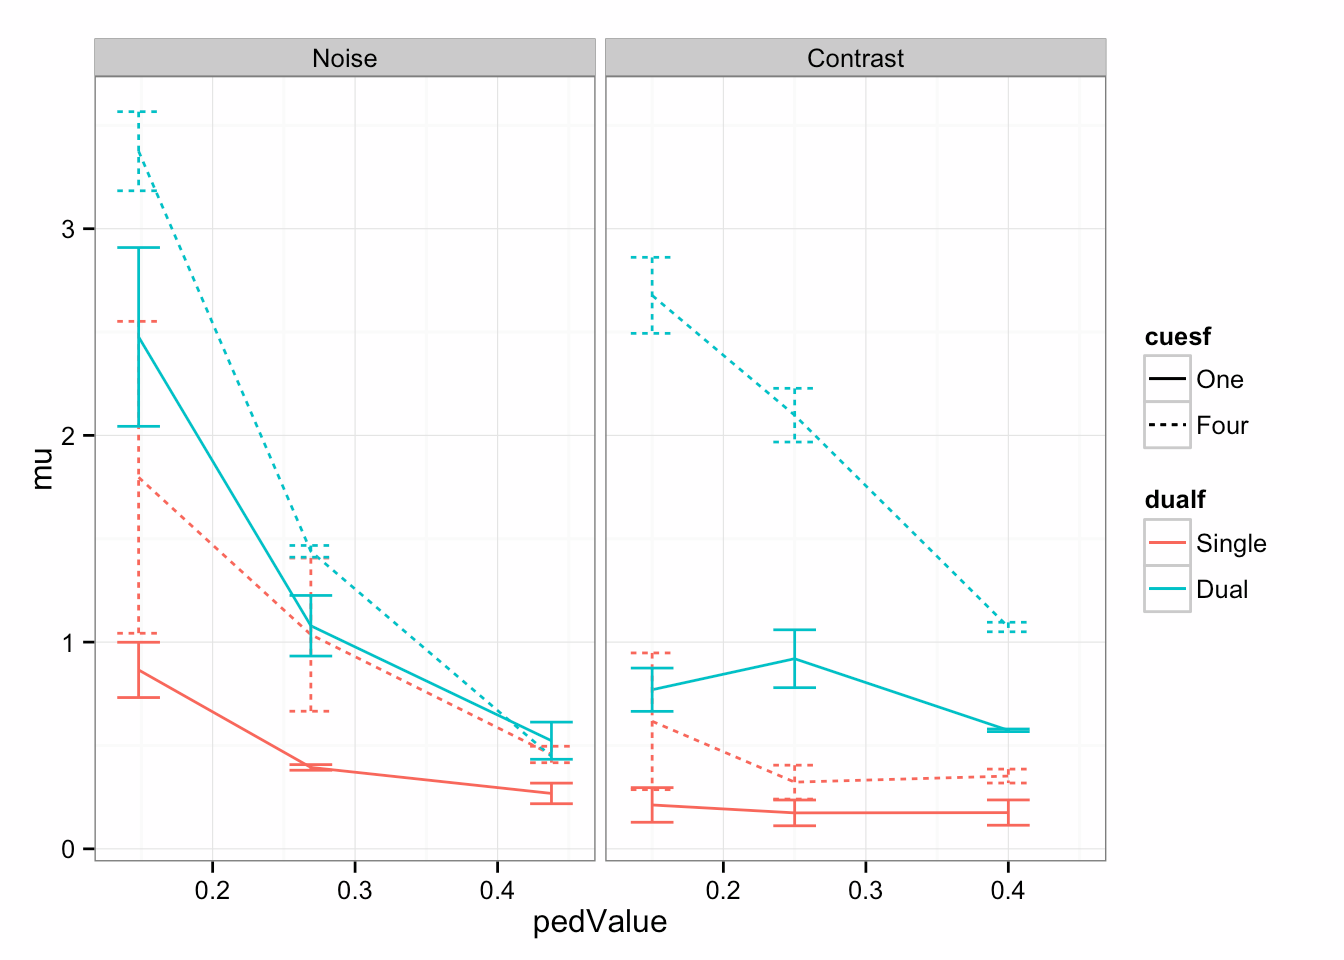 Noise Contrast
3
2
1
0
mu
0.2 0.3 0.4 0.2 0.3 0.4
pedValue
cuesf
One
Four
dualf
Single
Dual